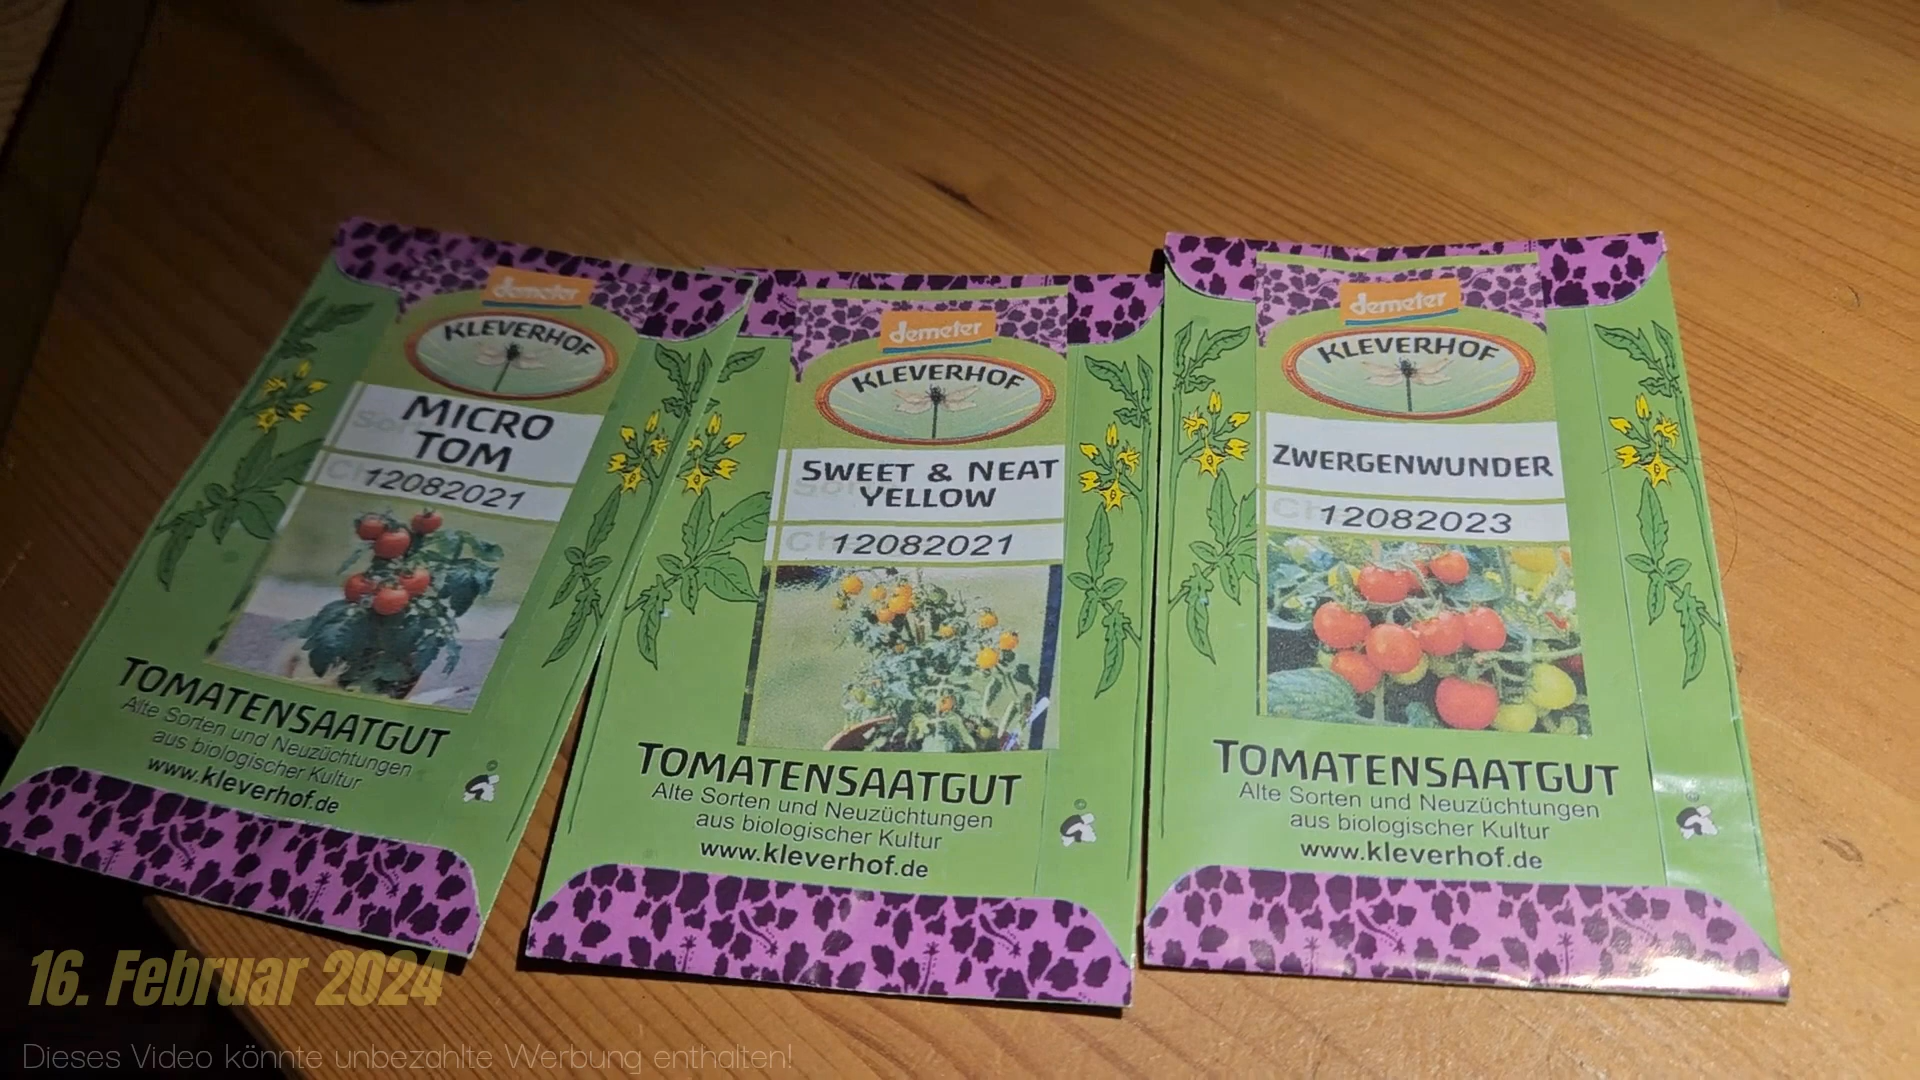 demeter
KLEVERHOF
MICRO
TOM
12082021
TOMATENSAATGUT
Alte Sorten und Neuzüchtungen
aus biologischer Kultur
www.kleverhof.de
demeter
KLEVERHOF
SWEET & NEAT
YELLOW
12082021
TOMATENSAATGUT
Alte Sorten und Neuzüchtungen
aus biologischer Kultur
www.kleverhof.de
demeter
KLEVERHOF
ZWERGENWUNDER
12082023
TOMATENSAATGUT
Alte Sorten und Neuzüchtungen
aus biologischer Kultur
www.kleverhof.de
16. Februar 2024
Dieses Video könnte unbezahlte Werbung enthalten!